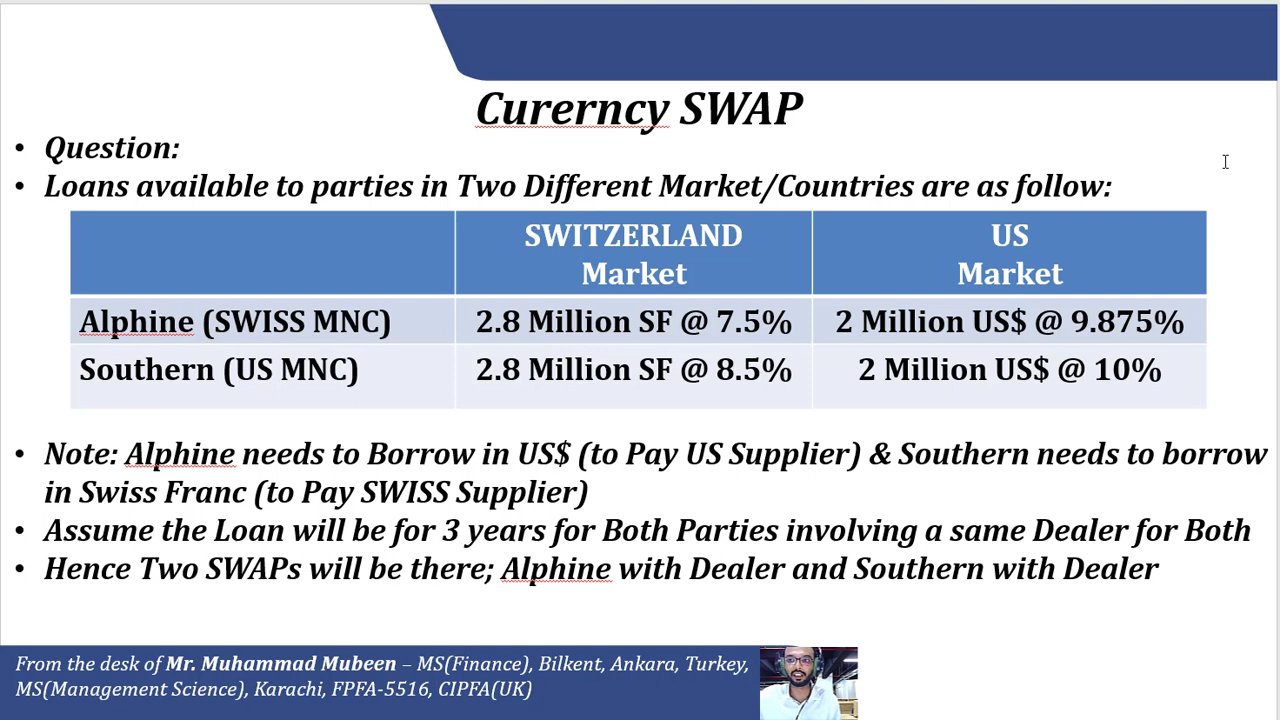 Curerncy SWAP
• Question:
• Loans available to parties in Two Different Market/Countries are as follow:
SWITZERLAND Market
US Market
Alphine (SWISS MNC) 2.8 Million SF @ 7.5% 2 Million US$ @ 9.875%
Southern (US MNC) 2.8 Million SF @ 8.5% 2 Million US$ @ 10%
• Note: Alphine needs to Borrow in US$ (to Pay US Supplier) & Southern needs to borrow
in Swiss Franc (to Pay SWISS Supplier)
• Assume the Loan will be for 3 years for Both Parties involving a same Dealer for Both
• Hence Two SWAPs will be there; Alphine with Dealer and Southern with Dealer
From the desk of Mr. Muhammad Mubeen – MS(Finance), Bilkent, Ankara, Turkey,
MS(Management Science), Karachi, FPFA-5516, CIPFA(UK)